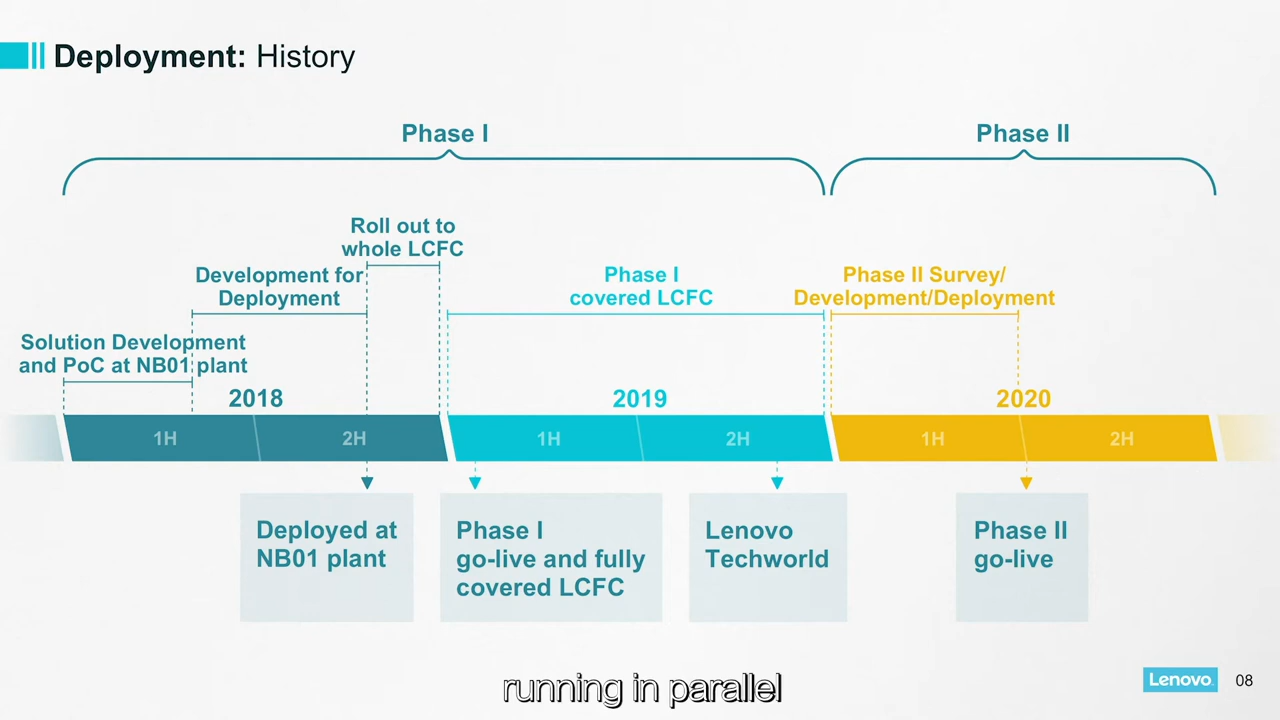 Deployment: History
Phase I
Phase II
Roll out to
whole LCFC
Development for
Deployment
Phase I
covered LCFC
Phase II Survey/
Development/Deployment
Solution Development
and PoC at NB01 plant
2018
2019
2020
1H
2H
1H
2H
1H
2H
Deployed at
NB01 plant
Phase I
go-live and fully
covered LCFC
Lenovo
Techworld
Phase II
go-live
running in parallel
Lenovo
08